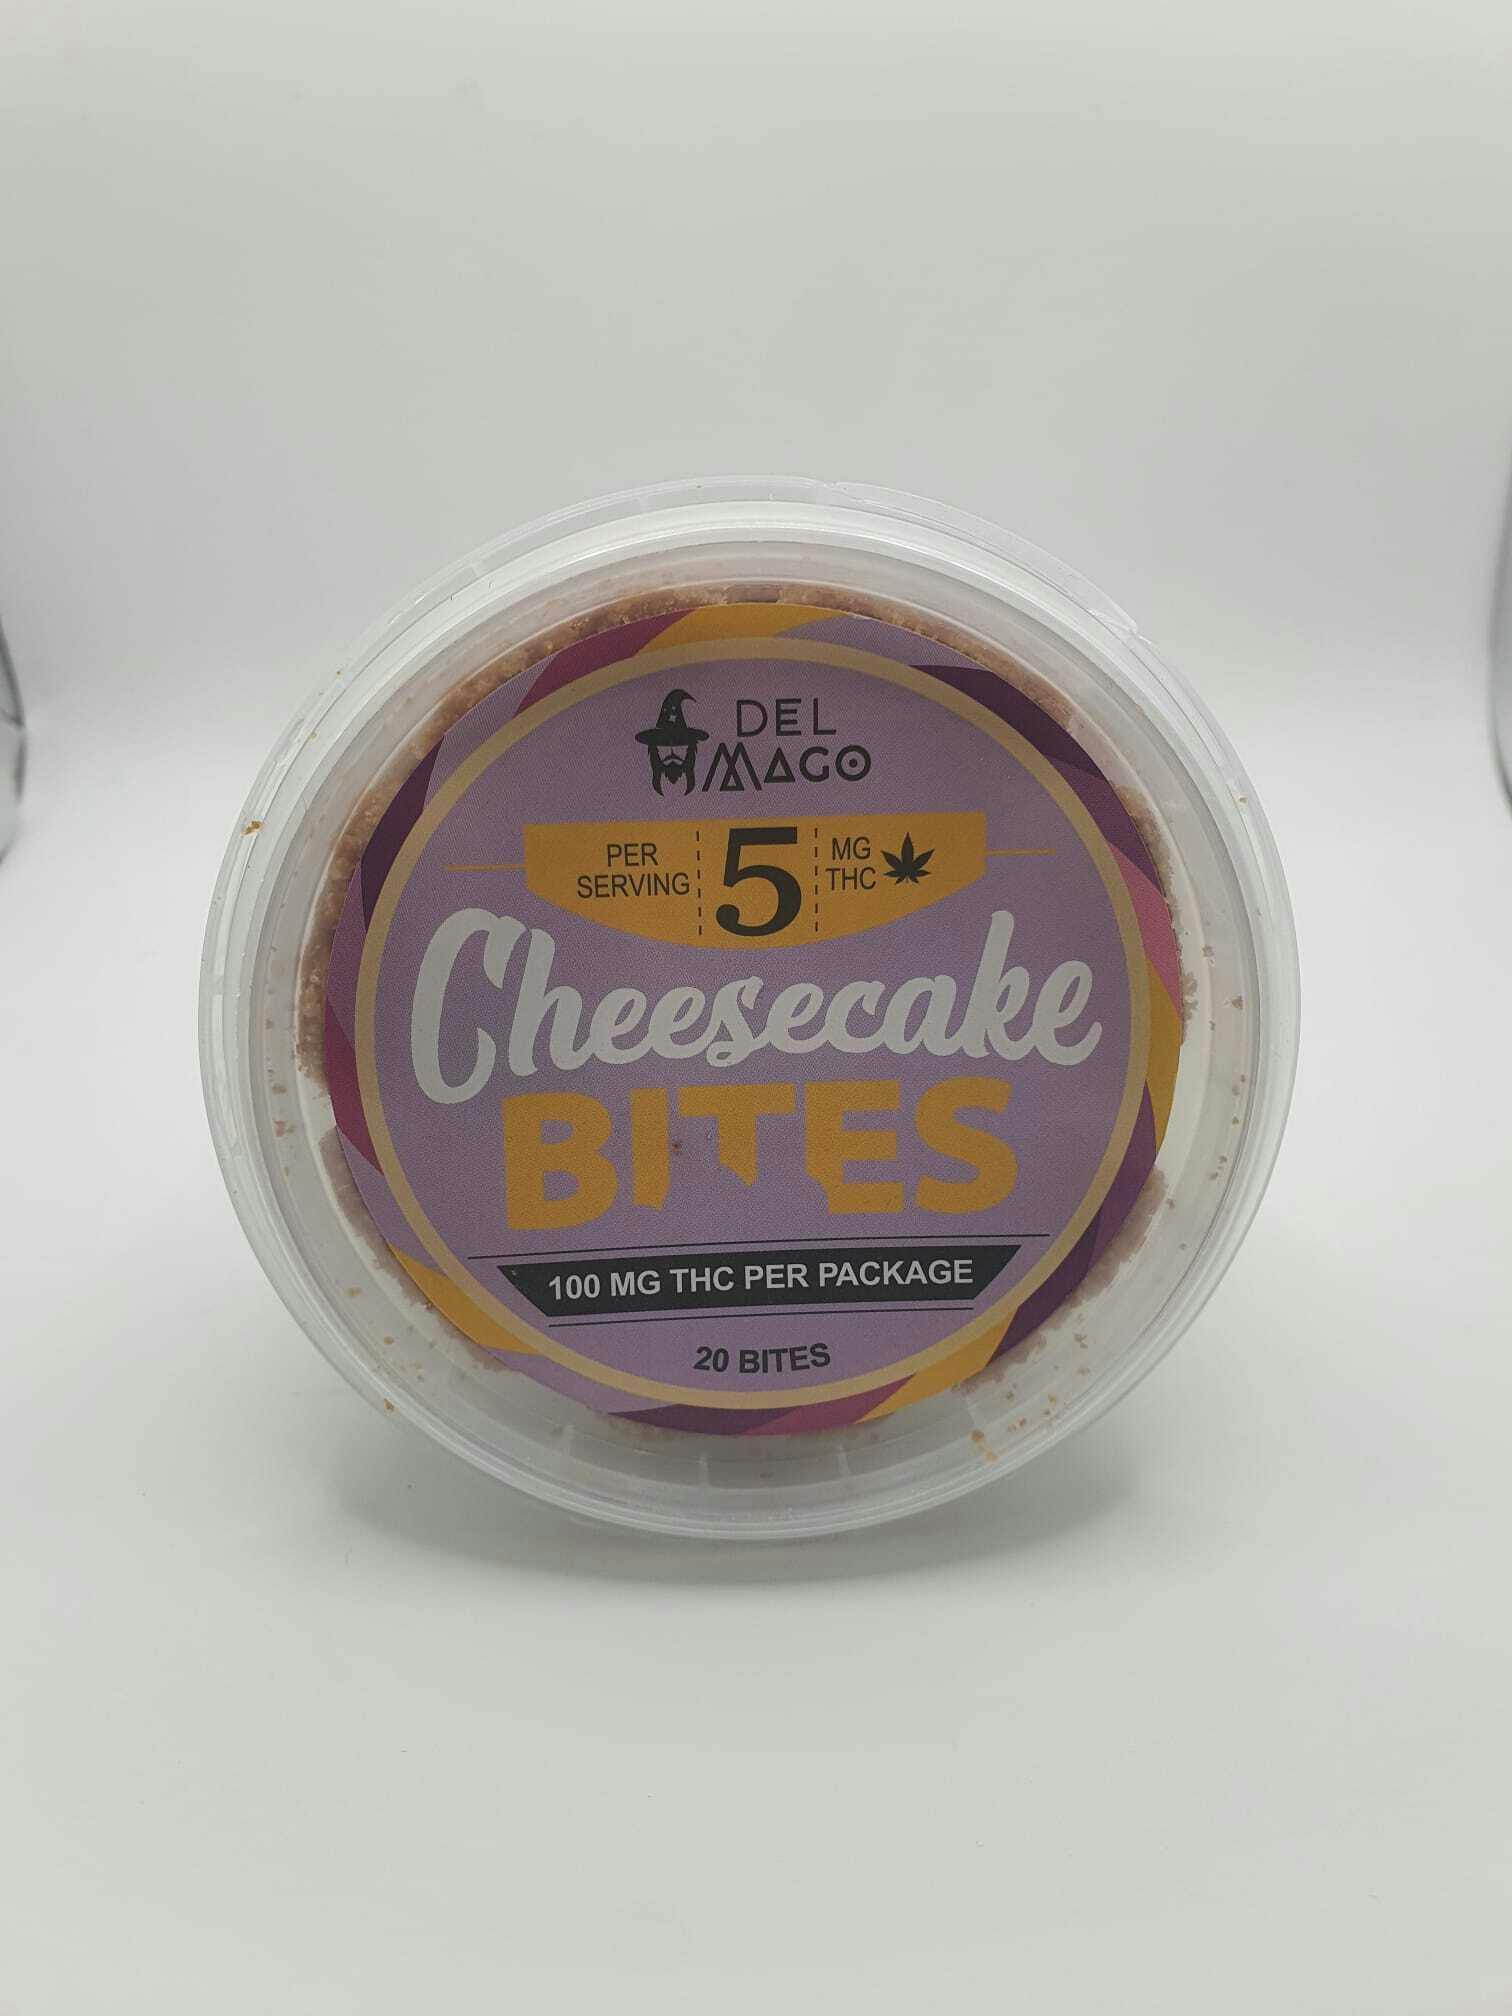 DEL
MAGO
PER
SERVING
5
MG
THC
Cheesecake
BITES
100 MG THC PER PACKAGE
20 BITES